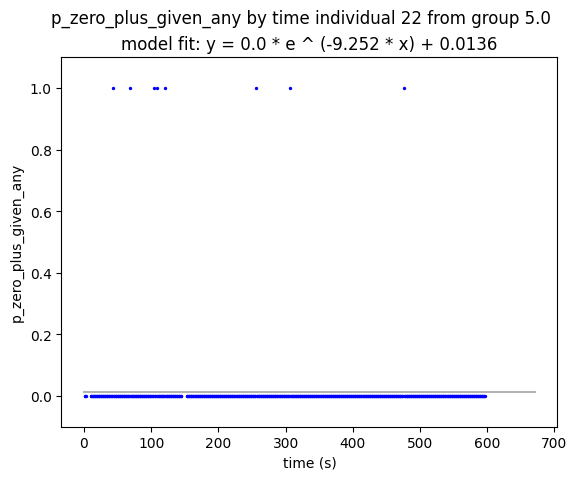 p_zero_plus_given_any by time individual 22 from group 5.0
model fit: y = 0.0 * e ^ (-9.252 * x) + 0.0136
1.0
0.8
0.6
0.4
0.2
0.0
p_zero_plus_given_any
0 100 200 300 400 500 600 700
time (s)